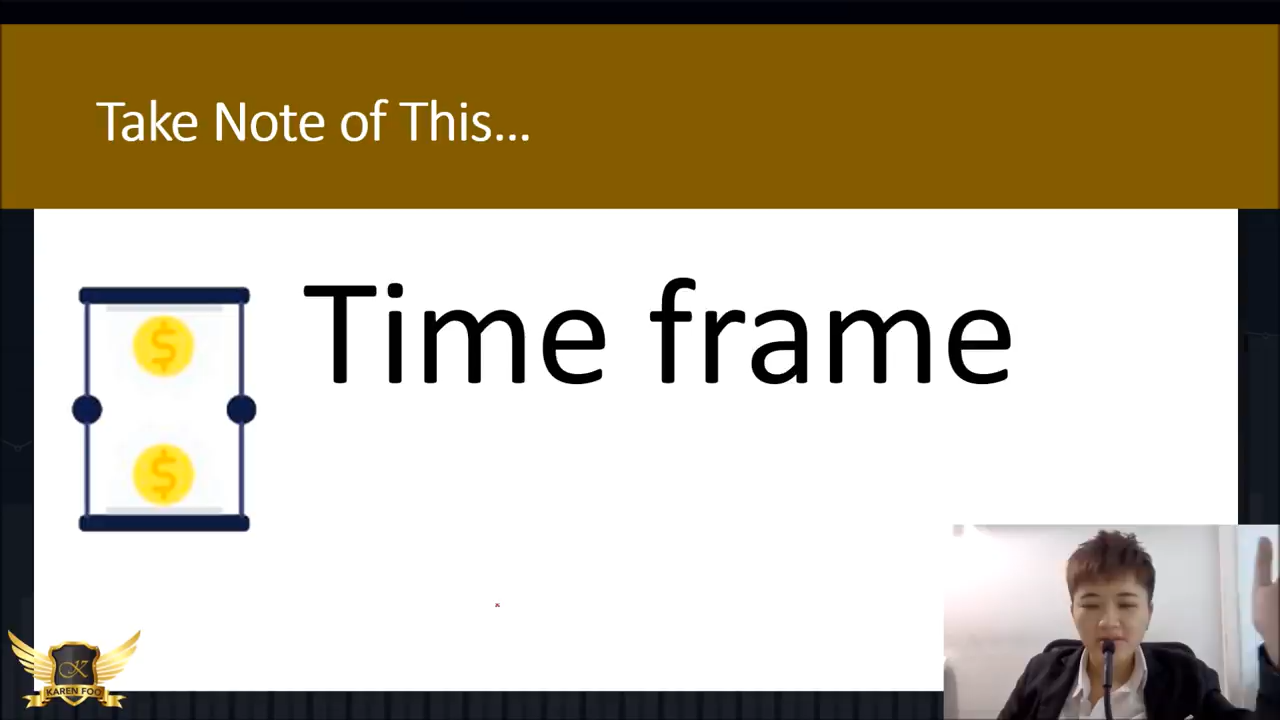 Take Note of This...
Time frame
$
$
K
KAREN FOO